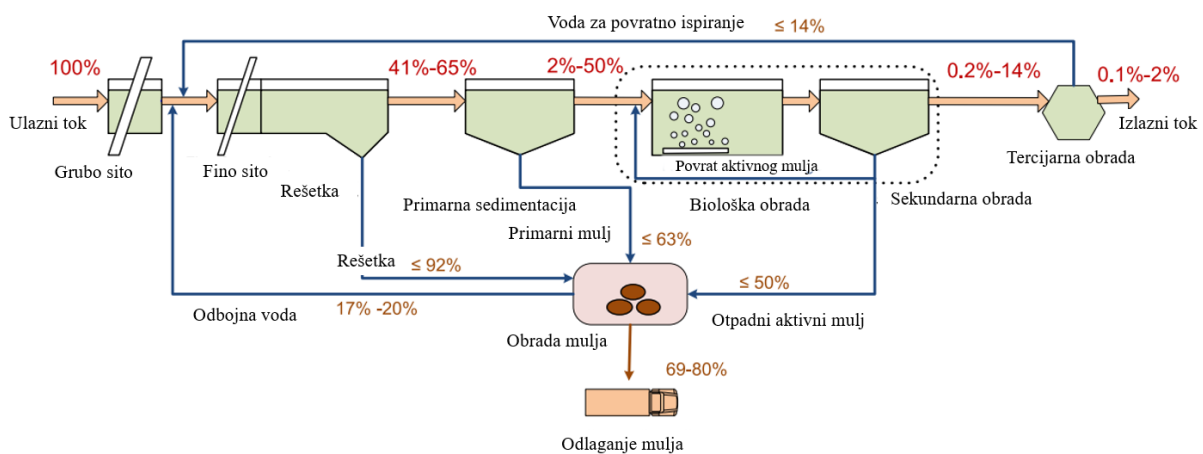 Voda za povratno ispiranje
≤ 14%
100%
41%-65%
2%-50%
0.2%-14%
0.1%-2%
Ulazni tok
Izlazni tok
Grubo sito
Fino sito
Povrat aktivnog mulja
Tercijarna obrada
Rešetka
Primarna sedimentacija
Biološka obrada
Sekundarna obrada
Primarni mulj
≤ 63%
Rešetka
≤ 92%
≤ 50%
Odbojna voda
17% -20%
Otpadni aktivni mulj
Obrada mulja
69-80%
Odlaganje mulja